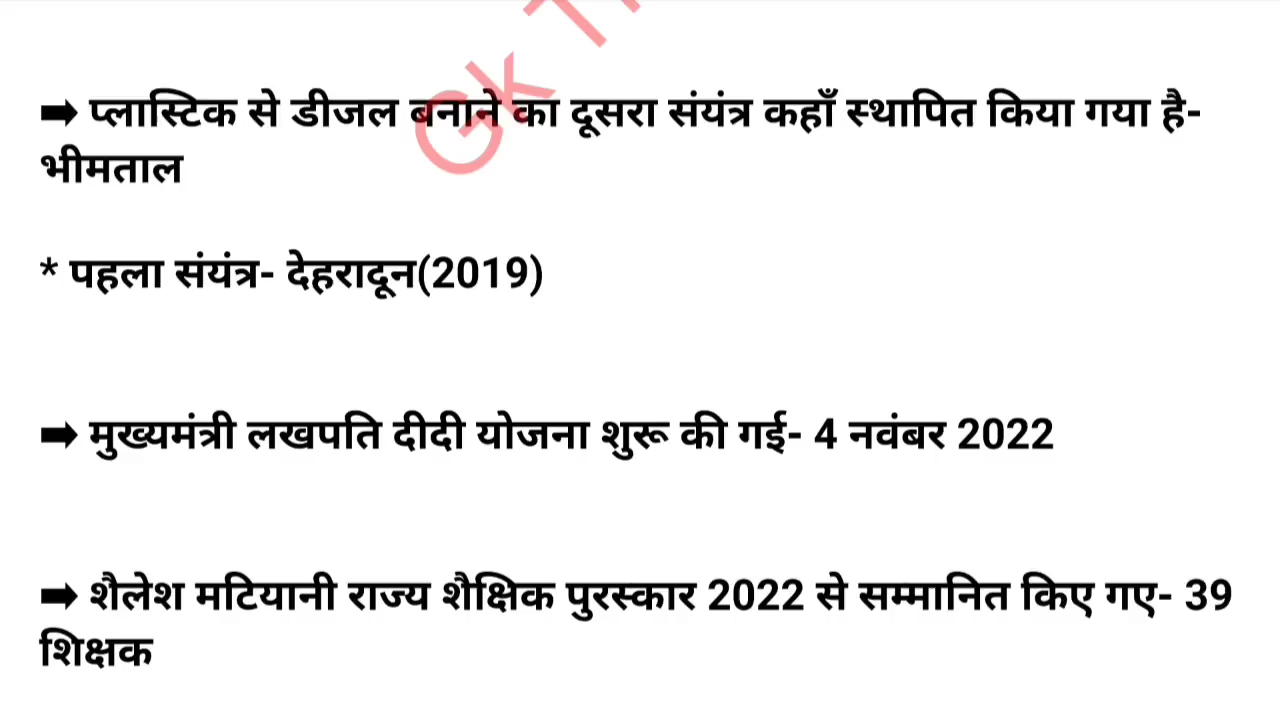 ➡ प्लास्टिक से डीजल बनाने का दूसरा संयंत्र कहाँ स्थापित किया गया है-
भीमताल
* पहला संयंत्र- देहरादून(2019)
➡ मुख्यमंत्री लखपति दीदी योजना शुरू की गई- 4 नवंबर 2022
➡ शैलेश मटियानी राज्य शैक्षिक पुरस्कार 2022 से सम्मानित किए गए- 39
शिक्षक
Gk